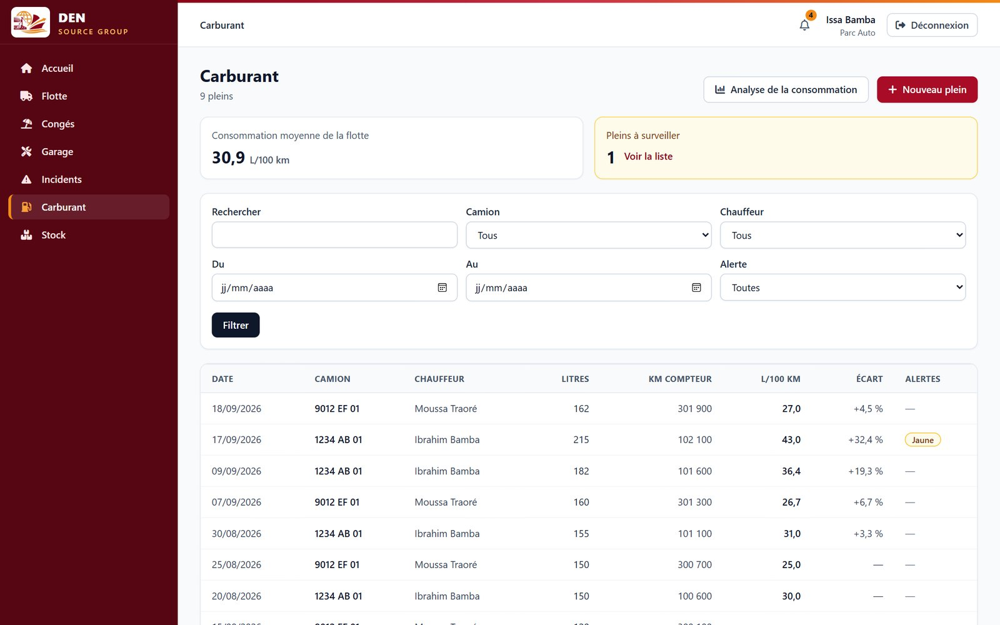 DEN
SOURCE GROUP
Accueil
Flotte
Congés
Garage
Incidents
Carburant
Stock
Carburant
4
Issa Bamba
Parc Auto
Déconnexion
Carburant
9 pleins
Analyse de la consommation
+ Nouveau plein
Consommation moyenne de la flotte
30,9 L/100 km
Pleins à surveiller
1 Voir la liste
Rechercher
Camion
Tous
Chauffeur
Tous
Du
jj/mm/aaaa
Au
jj/mm/aaaa
Alerte
Toutes
Filtrer
DATE CAMION CHAUFFEUR LITRES KM COMPTEUR L/100 KM ÉCART ALERTES
18/09/2026 9012 EF 01 Moussa Traoré 162 301 900 27,0 +4,5 % —
17/09/2026 1234 AB 01 Ibrahim Bamba 215 102 100 43,0 +32,4 % Jaune
09/09/2026 1234 AB 01 Ibrahim Bamba 182 101 600 36,4 +19,3 % —
07/09/2026 9012 EF 01 Moussa Traoré 160 301 300 26,7 +6,7 % —
30/08/2026 1234 AB 01 Ibrahim Bamba 155 101 100 31,0 +3,3 % —
25/08/2026 9012 EF 01 Moussa Traoré 150 300 700 25,0 — —
20/08/2026 1234 AB 01 Ibrahim Bamba 150 100 600 30,0 — —